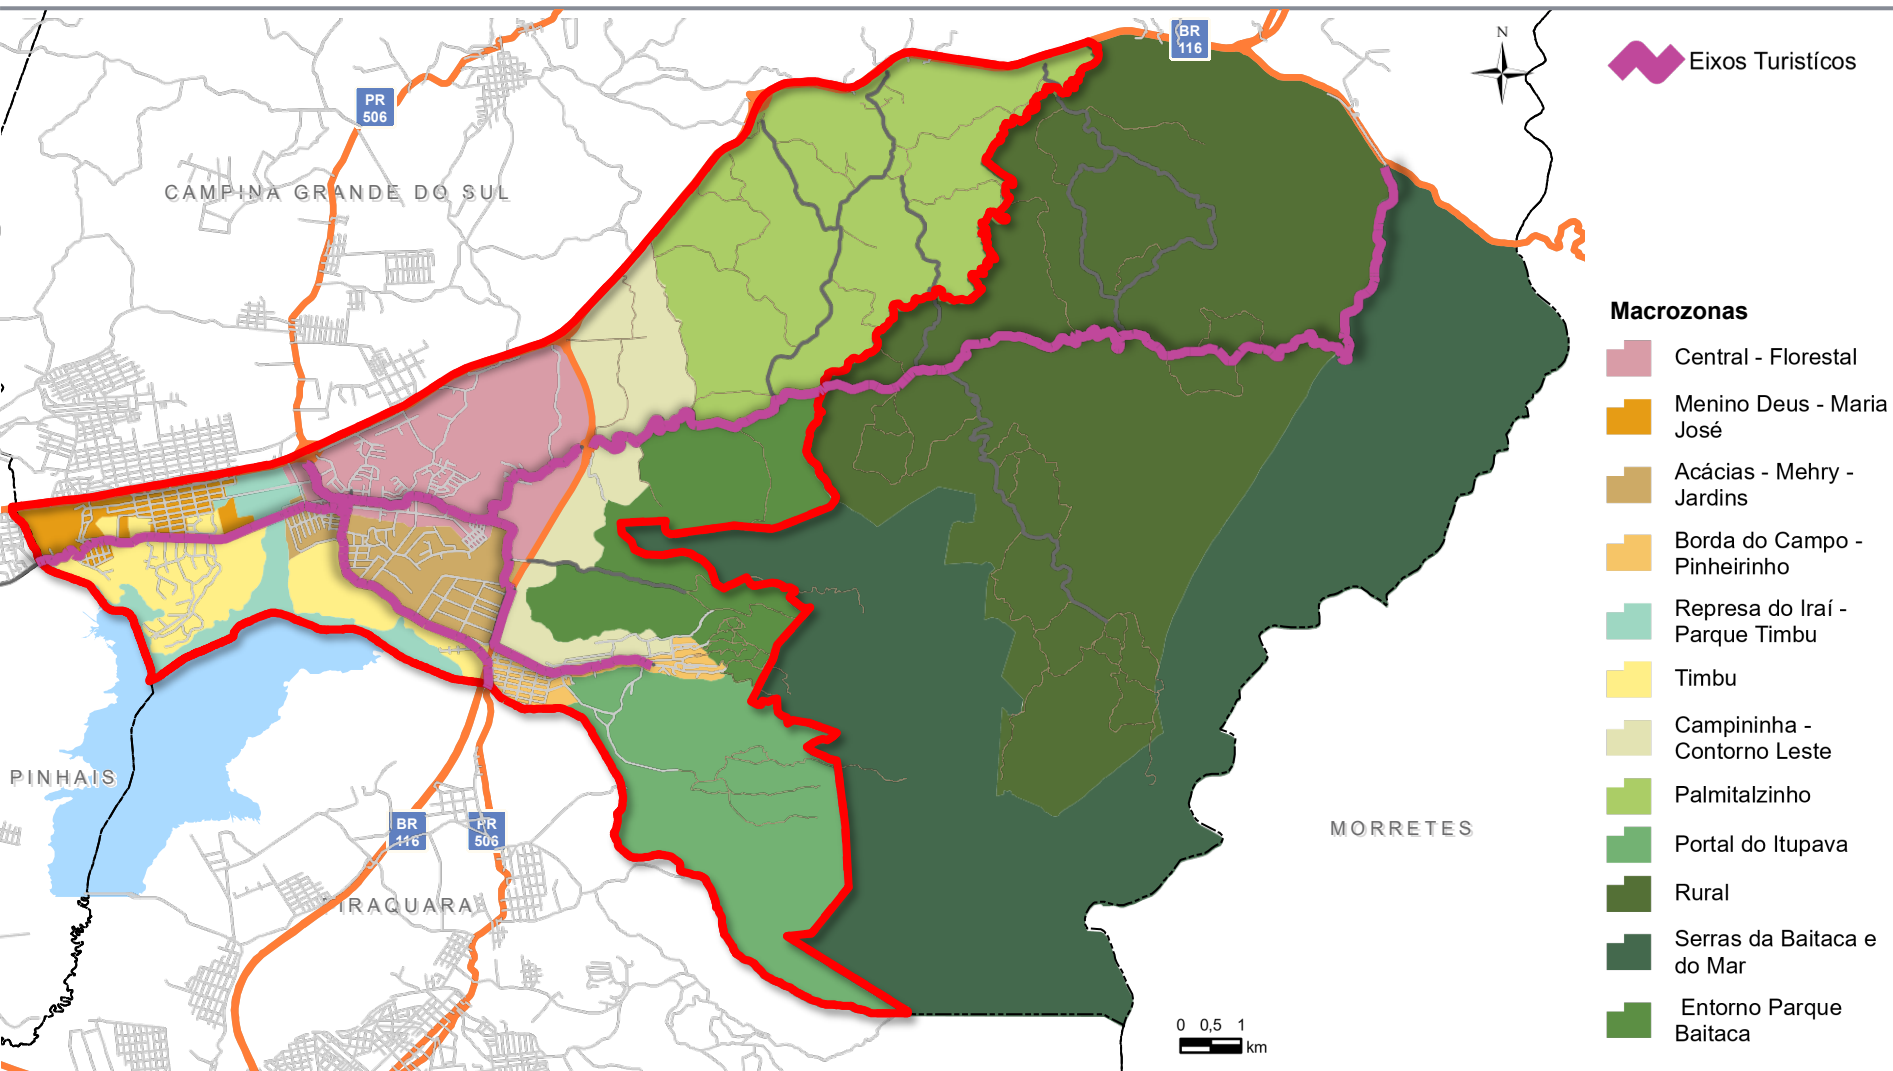 BR
116
N
Eixos Turistícos
PR
506
CAMPINA GRANDE DO SUL
Macrozonas
Central - Florestal
Menino Deus - Maria
José
Acácias - Mehry -
Jardins
Borda do Campo -
Pinheirinho
Represa do Iraí -
Parque Timbu
Timbu
Campininha -
Contorno Leste
Palmitalzinho
Portal do Itupava
Rural
Serras da Baitaca e
do Mar
Entorno Parque
Baitaca
PINHAIS
BR
116
PR
506
MORRETES
PIRAQUARA
0 0,5 1
km